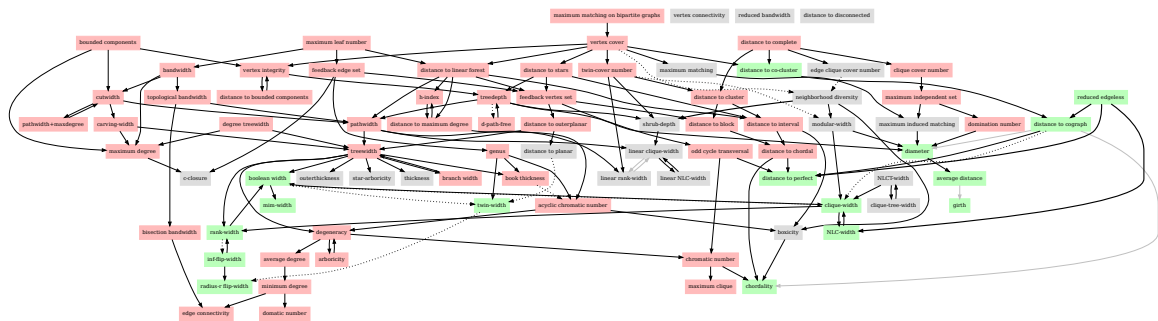 maximum matching on bipartite graphs
vertex connectivity
reduced bandwidth
distance to disconnected
bounded components
maximum leaf number
vertex cover
distance to complete
bandwidth
vertex integrity
feedback edge set
distance to linear forest
distance to stars
twin-cover number
maximum matching
distance to co-cluster
edge clique cover number
clique cover number
cutwidth
topological bandwidth
distance to bounded components
h-index
treedepth
feedback vertex set
distance to cluster
neighborhood diversity
maximum independent set
reduced edgeless
pathwidth+maxdegree
carving-width
degree treewidth
pathwidth
distance to maximum degree
d-path-free
distance to outerplanar
shrub-depth
distance to block
distance to interval
modular-width
maximum induced matching
domination number
distance to cograph
maximum degree
treewidth
genus
distance to planar
linear clique-width
odd cycle transversal
distance to chordal
diameter
c-closure
boolean width
outerthickness
star-arboricity
thickness
branch width
book thickness
linear rank-width
linear NLC-width
distance to perfect
NLCT-width
average distance
mim-width
twin-width
acyclic chromatic number
clique-width
clique-tree-width
girth
bisection bandwidth
rank-width
degeneracy
boxicity
NLC-width
inf-flip-width
average degree
arboricity
chromatic number
radius-r flip-width
minimum degree
maximum clique
chordality
edge connectivity
domatic number